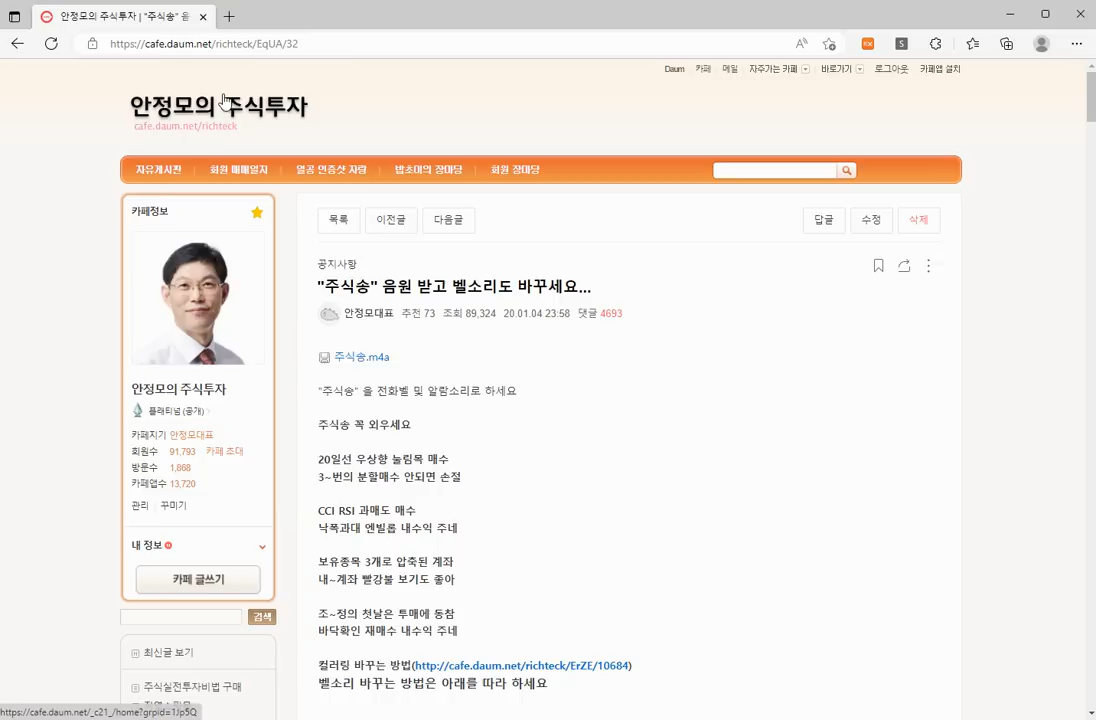 안정모의 주식투자 | "주식송" 음
https://cafe.daum.net/richteck/EqUA/32
Daum 카페 메일 자주가는 카페 바로가기 로그아웃 카페앱 설치
안정모의 주식투자
cafe.daum.net/richteck
자유게시판 회원 매매일지 열공 인증샷 자랑 밥초미의 장마당 회원 장마당
카페정보
목록 이전글 다음글 답글 수정 삭제
공지사항
"주식송" 음원 받고 벨소리도 바꾸세요...
안정모대표 추천 73 조회 89,324 20.01.04 23:58 댓글 4693
주식송.m4a
"주식송" 을 전화벨 및 알람소리로 하세요
주식송 꼭 외우세요
20일선 우상향 눌림목 매수
3~번의 분할매수 안되면 손절
CCI RSI 과매도 매수
낙폭과대 엔빌롭 내수익 주네
보유종목 3개로 압축된 계좌
내~계좌 빨강불 보기도 좋아
조~정의 첫날은 투매에 동참
바닥확인 재매수 내수익 주네
컬러링 바꾸는 방법(http://cafe.daum.net/richteck/ErZE/10684)
벨소리 바꾸는 방법은 아래를 따라 하세요
안정모의 주식투자
플래티넘 (공개)
카페지기 안정모대표
회원수 91,793 카페 초대
방문수 1,868
카페앱수 13,720
관리 꾸미기
내 정보
카페 글쓰기
검색
최신글 보기
주식실전투자비법 구매
https://cafe.daum.net/_c21_/home?grpid=1Jp5Q